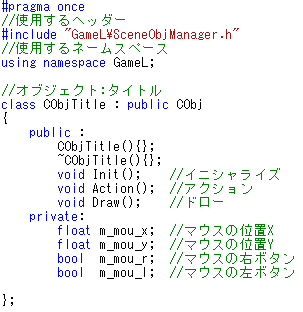 #pragma once
//使用するヘッダー
#include "GameL¥SceneObjManager.h"
//使用するネームスペース
using namespace GameL;

//オブジェクト:タイトル
class CObjTitle : public CObj
{
    public :
        CObjTitle(){};
        ~CObjTitle(){};
        void Init();    //イニシャライズ
        void Action();  //アクション
        void Draw();    //ドロー
    private:
        float m_mou_x;  //マウスの位置X
        float m_mou_y;  //マウスの位置Y
        bool  m_mou_r;  //マウスの右ボタン
        bool  m_mou_l;  //マウスの左ボタン

};